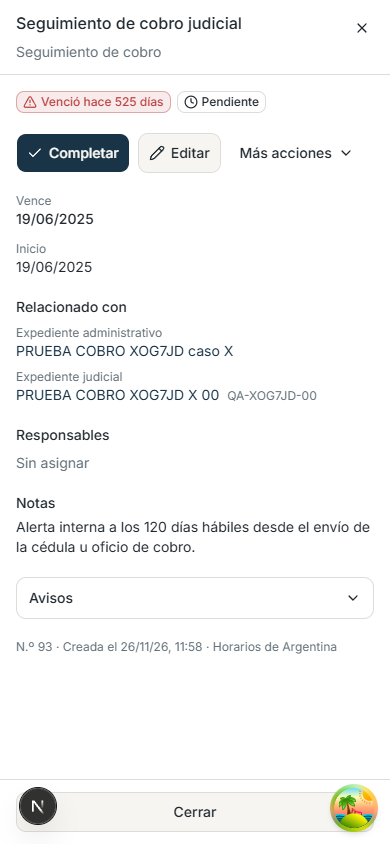 Seguimiento de cobro judicial
Seguimiento de cobro
Venció hace 525 días
Pendiente
Completar
Editar
Más acciones
Vence
19/06/2025
Inicio
19/06/2025
Relacionado con
Expediente administrativo
PRUEBA COBRO XOG7JD caso X
Expediente judicial
PRUEBA COBRO XOG7JD X 00 QA-XOG7JD-00
Responsables
Sin asignar
Notas
Alerta interna a los 120 días hábiles desde el envío de
la cédula u oficio de cobro.
Avisos
N.º 93 · Creada el 26/11/26, 11:58 · Horarios de Argentina
N
Cerrar